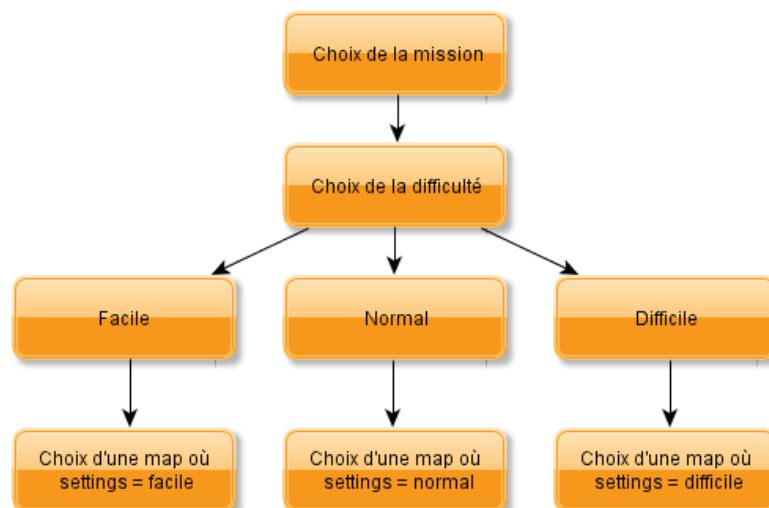 Choix de la mission
Choix de la difficulté
Facile
Normal
Difficile
Choix d'une map où
settings = facile
Choix d'une map où
settings = normal
Choix d'une map où
settings = difficile